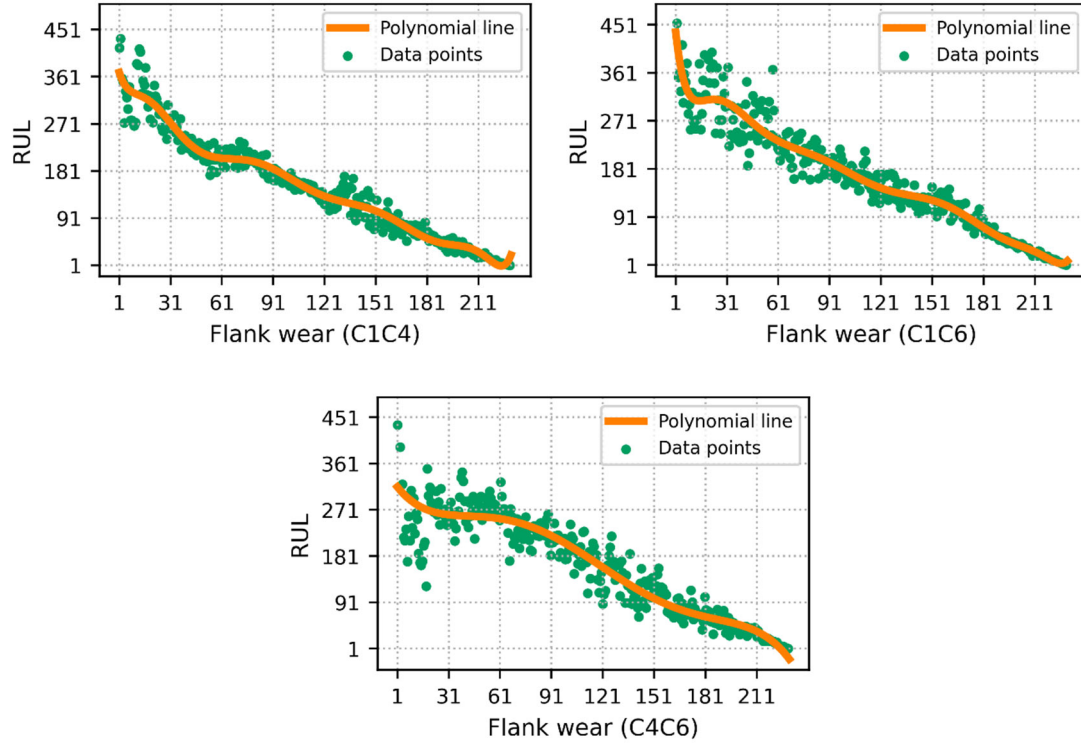 451
361
271
181
91
1
RUL
Polynomial line
Data points
1 31 61 91 121 151 181 211
Flank wear (C1C4)
451
361
271
181
91
1
RUL
Polynomial line
Data points
1 31 61 91 121 151 181 211
Flank wear (C1C6)
451
361
271
181
91
1
RUL
Polynomial line
Data points
1 31 61 91 121 151 181 211
Flank wear (C4C6)